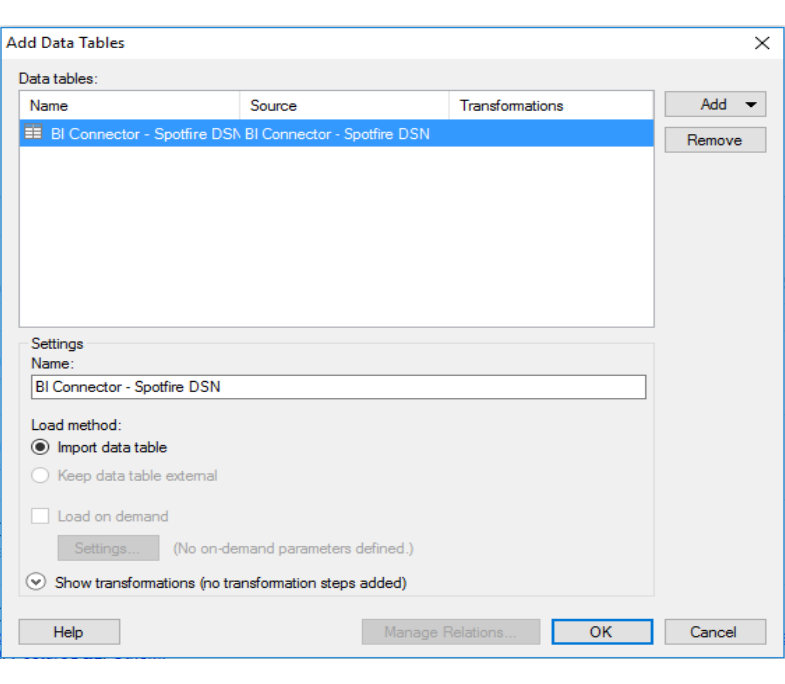 Add Data Tables
Data tables:
Name Source Transformations
Add
BI Connector - Spotfire DSN BI Connector - Spotfire DSN
Remove
Settings
Name:
BI Connector - Spotfire DSN
Load method:
Import data table
Keep data table external
Load on demand
Settings... (No on-demand parameters defined.)
Show transformations (no transformation steps added)
Help Manage Relations... OK Cancel